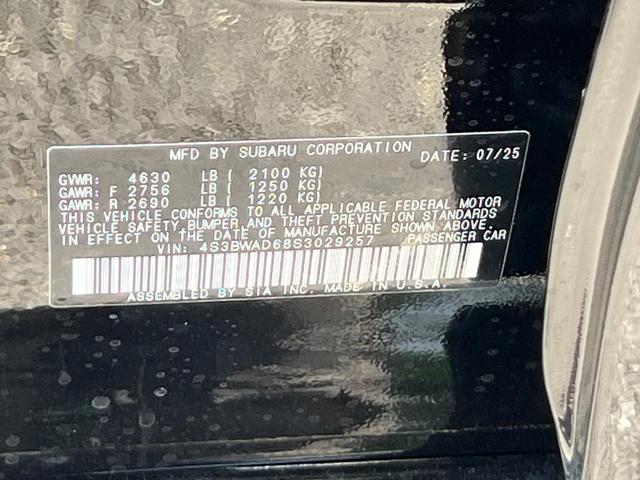 MFD BY SUBARU CORPORATION DATE: 07/25
GVWR: 4630 LB ( 2100 KG)
GAWR: F 2756 LB ( 1250 KG)
GAWR: R 2690 LB ( 1220 KG)
THIS VEHICLE CONFORMS TO ALL APPLICABLE FEDERAL MOTOR
VEHICLE SAFETY, BUMPER, AND THEFT PREVENTION STANDARDS
IN EFFECT ON THE DATE OF MANUFACTURE SHOWN ABOVE.
VIN: 4S3BWAD68S3029257 PASSENGER CAR
ASSEMBLED BY SIA INC. MADE IN U.S.A.